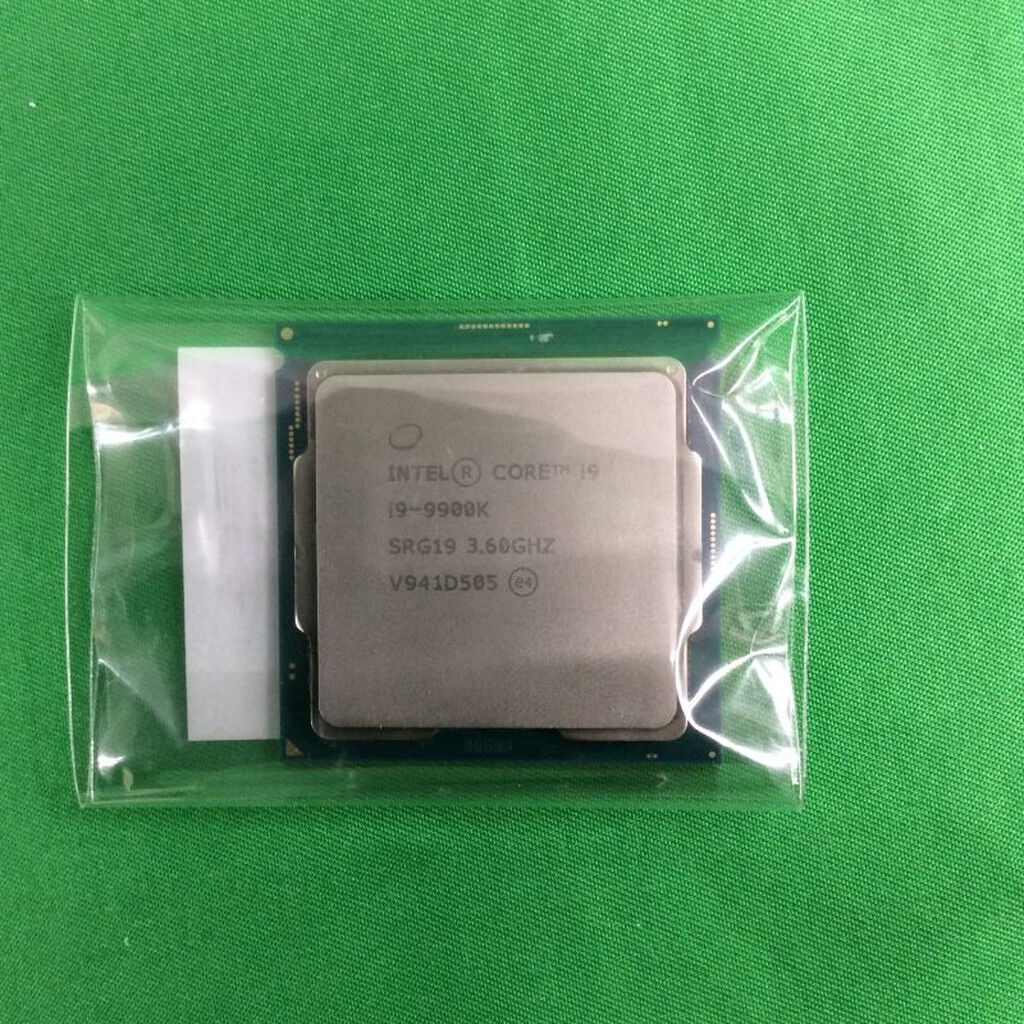 INTEL® CORE™ i9
i9-9900K
SRG19 3.60GHZ
V941D505 e4